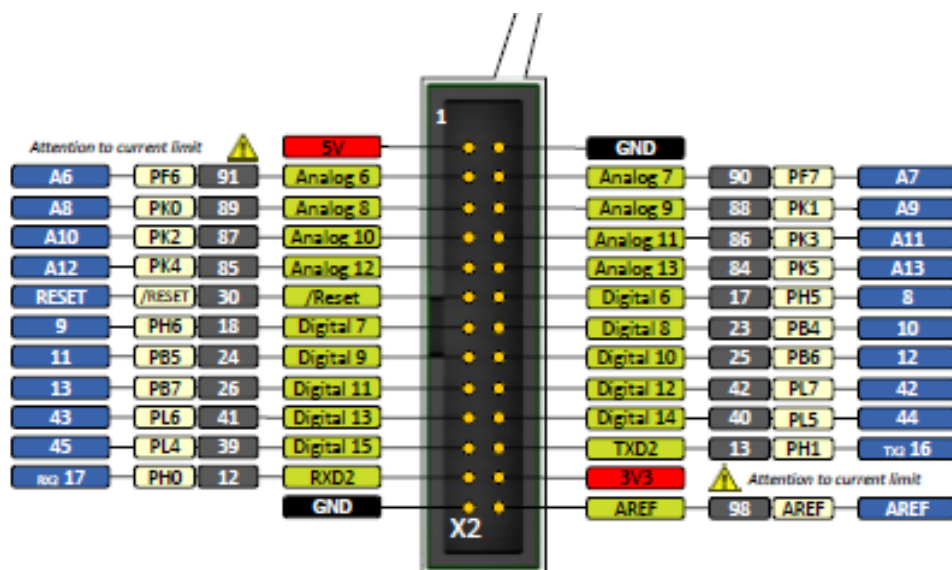 1
5V GND
Attention to current limit
A6 PF6 91 Analog 6 Analog 7 90 PF7 A7
A8 PK0 89 Analog 8 Analog 9 88 PK1 A9
A10 PK2 87 Analog 10 Analog 11 86 PK3 A11
A12 PK4 85 Analog 12 Analog 13 84 PK5 A13
RESET /RESET 30 /Reset Digital 6 17 PH5 8
9 PH6 18 Digital 7 Digital 8 23 PB4 10
11 PB5 24 Digital 9 Digital 10 25 PB6 12
13 PB7 26 Digital 11 Digital 12 42 PL7 42
43 PL6 41 Digital 13 Digital 14 40 PL5 44
45 PL4 39 Digital 15 TXD2 13 PH1 TX2 16
RX2 17 PH0 12 RXD2 3V3 Attention to current limit
GND AREF 98 AREF AREF
X2